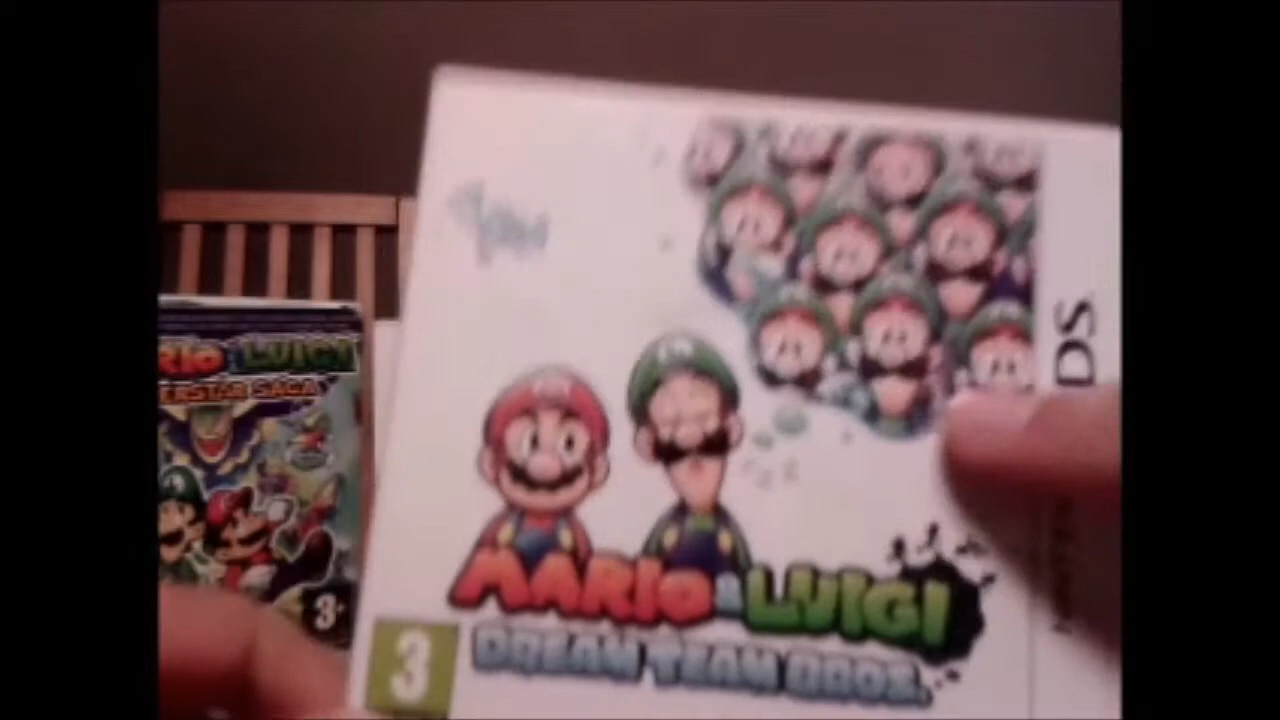 MARIO & LUIGI
DREAM TEAM BROS.
3
DS
RIO & LUIGI
ERSTAR SAGA
3+